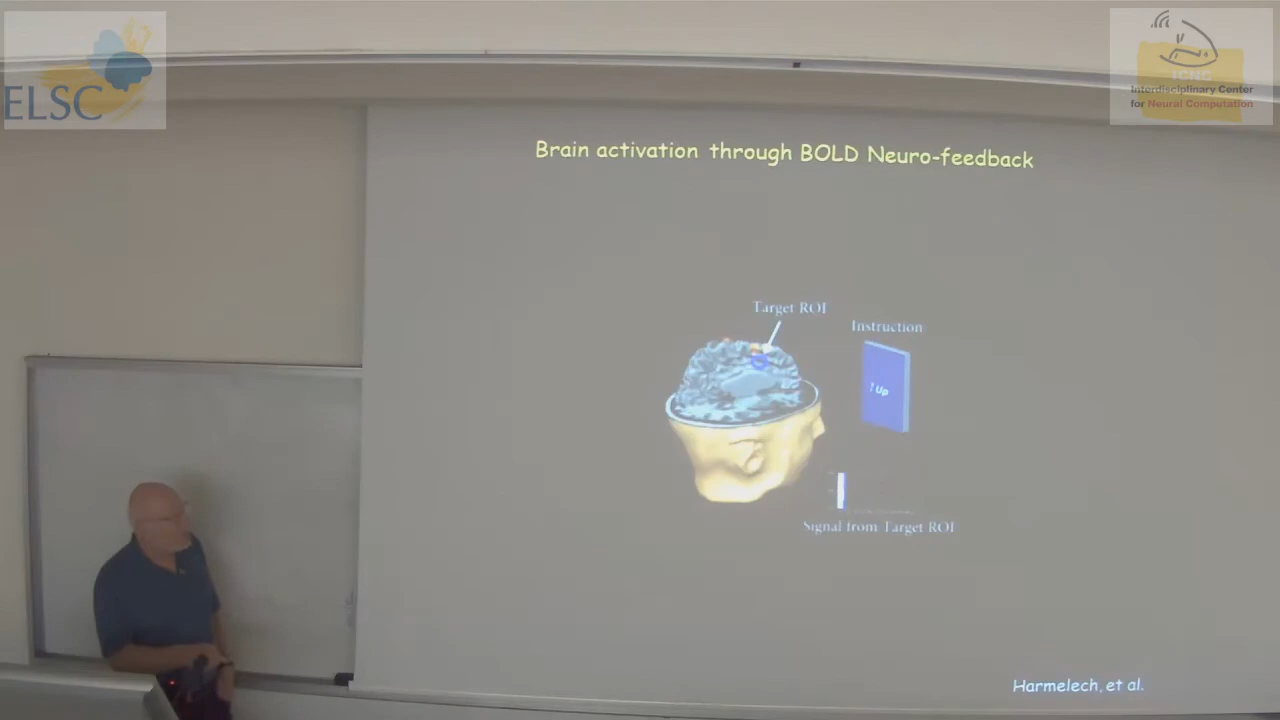 ELSC
ICNC
Interdisciplinary Center
for Neural Computation
Brain activation through BOLD Neuro-feedback
Target ROI
Instruction
↑ Up
Signal from Target ROI
Harmelech, et al.